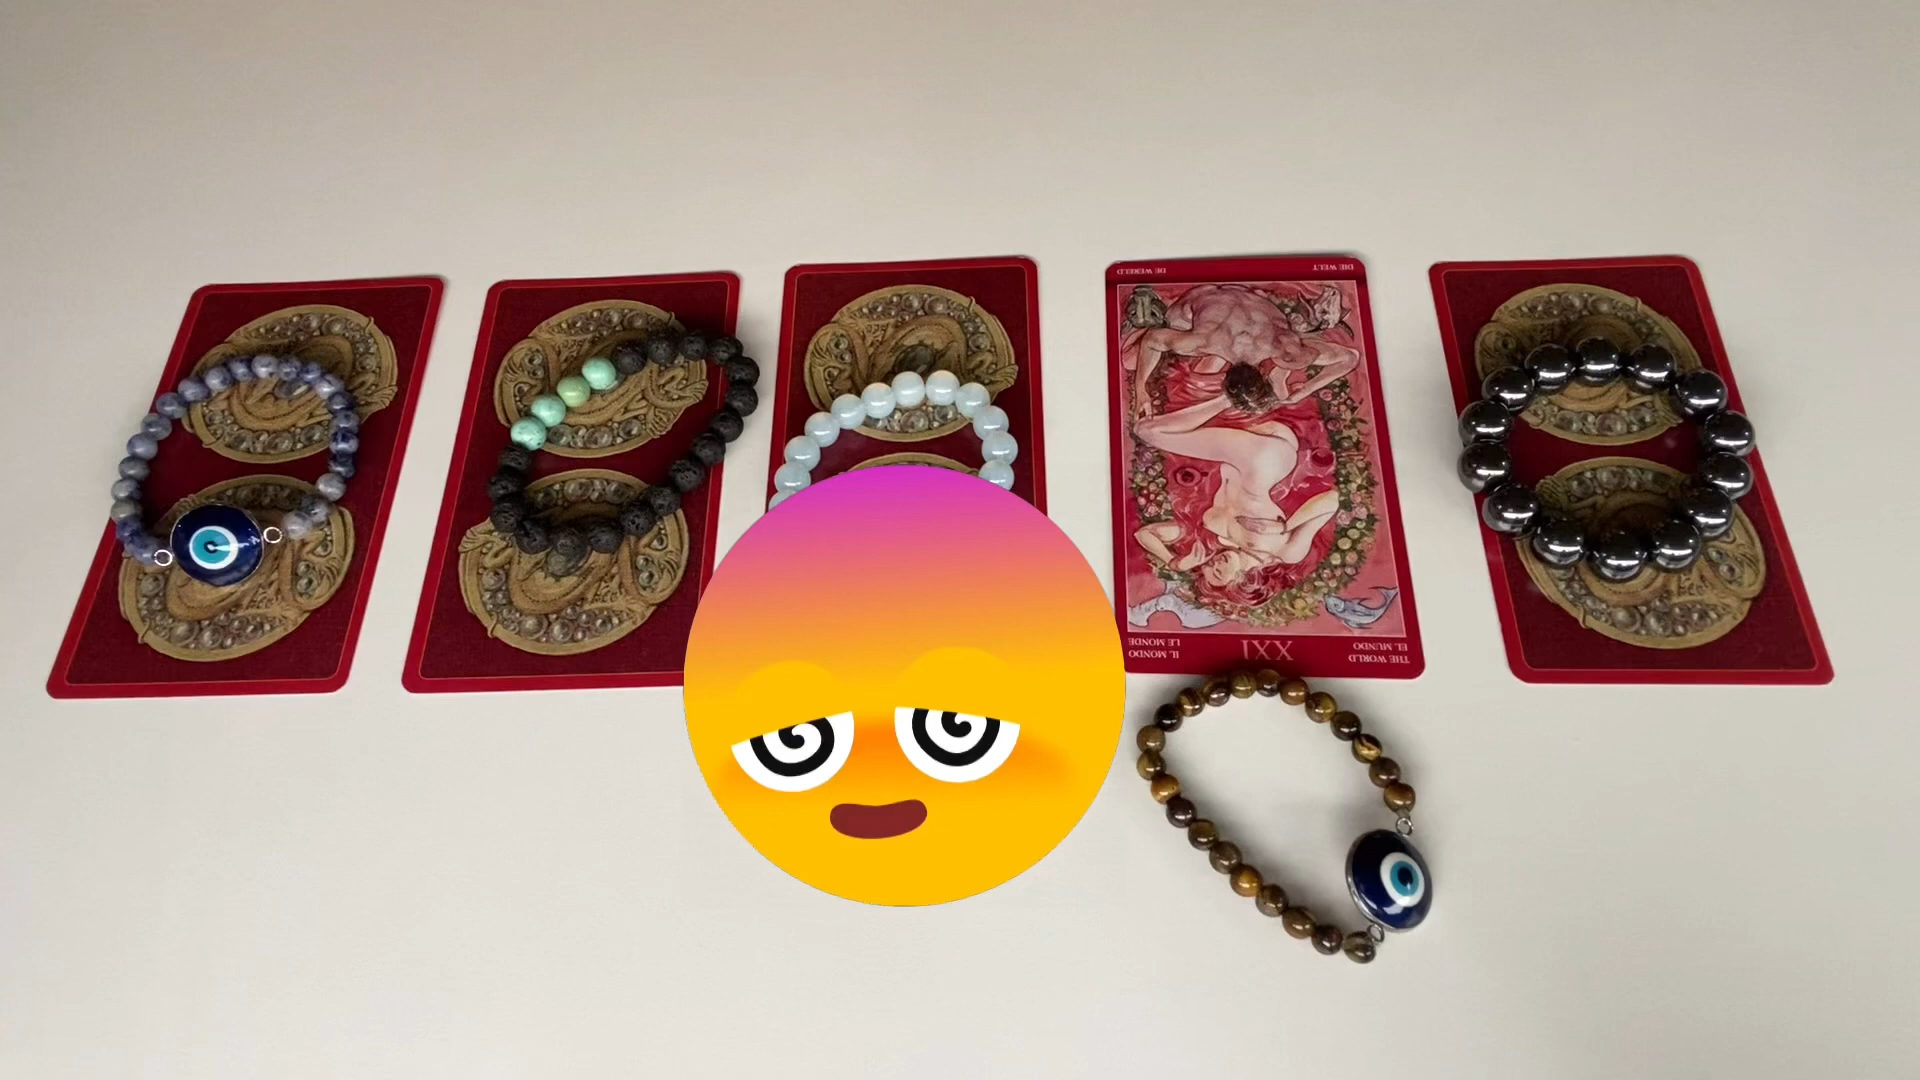 DE WERELD
DIE WELT
IL MONDO
LE MONDE
XXI
THE WORLD
EL MUNDO